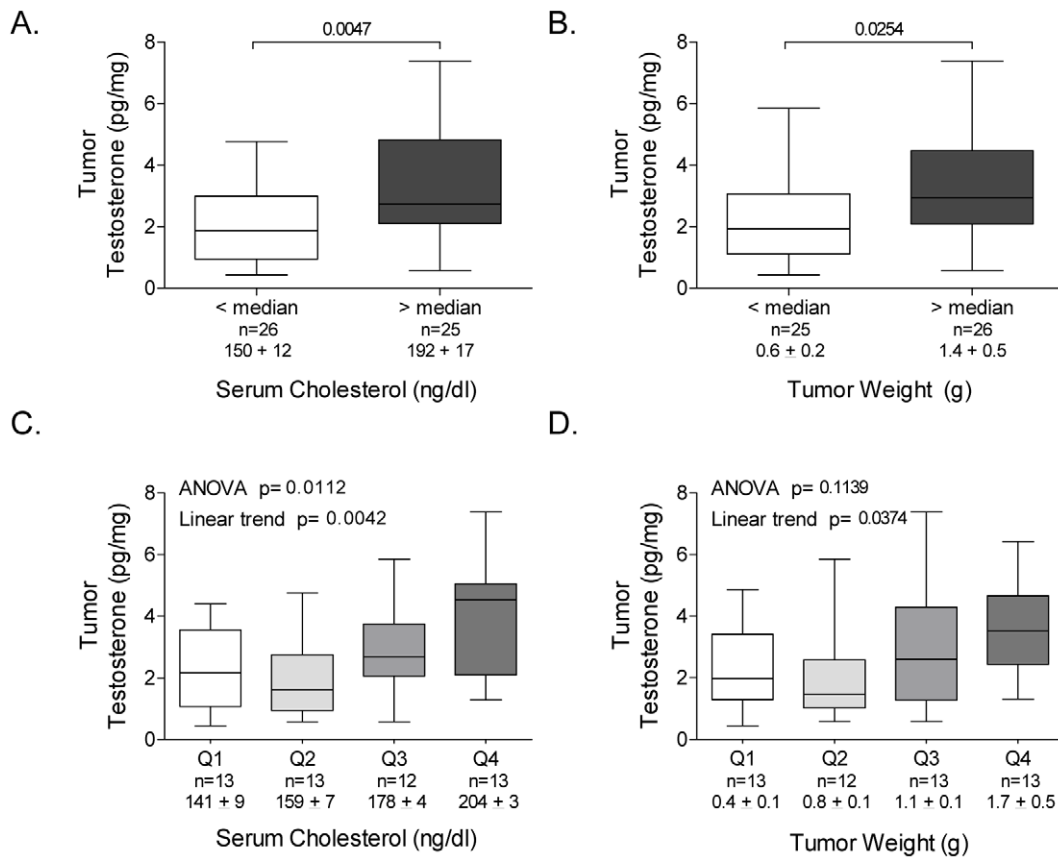 A.
0.0047
8
6
4
2
0
Tumor
Testosterone (pg/mg)
< median
> median
n=26
n=25
150 + 12
192 + 17
Serum Cholesterol (ng/dl)
B.
0.0254
8
6
4
2
0
Tumor
Testosterone (pg/mg)
< median
> median
n=25
n=26
0.6 ± 0.2
1.4 + 0.5
Tumor Weight (g)
C.
ANOVA p= 0.0112
Linear trend p= 0.0042
8
6
4
2
0
Tumor
Testosterone (pg/mg)
Q1 Q2 Q3 Q4
n=13 n=13 n=12 n=13
141 ± 9 159 ± 7 178 ± 4 204 ± 3
Serum Cholesterol (ng/dl)
D.
ANOVA p= 0.1139
Linear trend p= 0.0374
8
6
4
2
0
Tumor
Testosterone (pg/mg)
Q1 Q2 Q3 Q4
n=13 n=12 n=13 n=13
0.4 ± 0.1 0.8 ± 0.1 1.1 ± 0.1 1.7 ± 0.5
Tumor Weight (g)